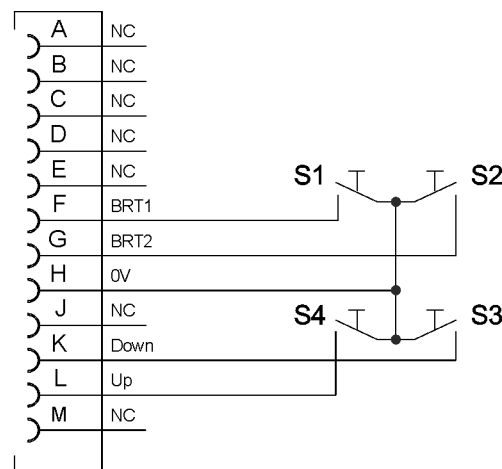 A NC
B NC
C NC
D NC
E NC
S1 S2
F BRT1
G BRT2
H 0V
J NC
S4 S3
K Down
L Up
M NC